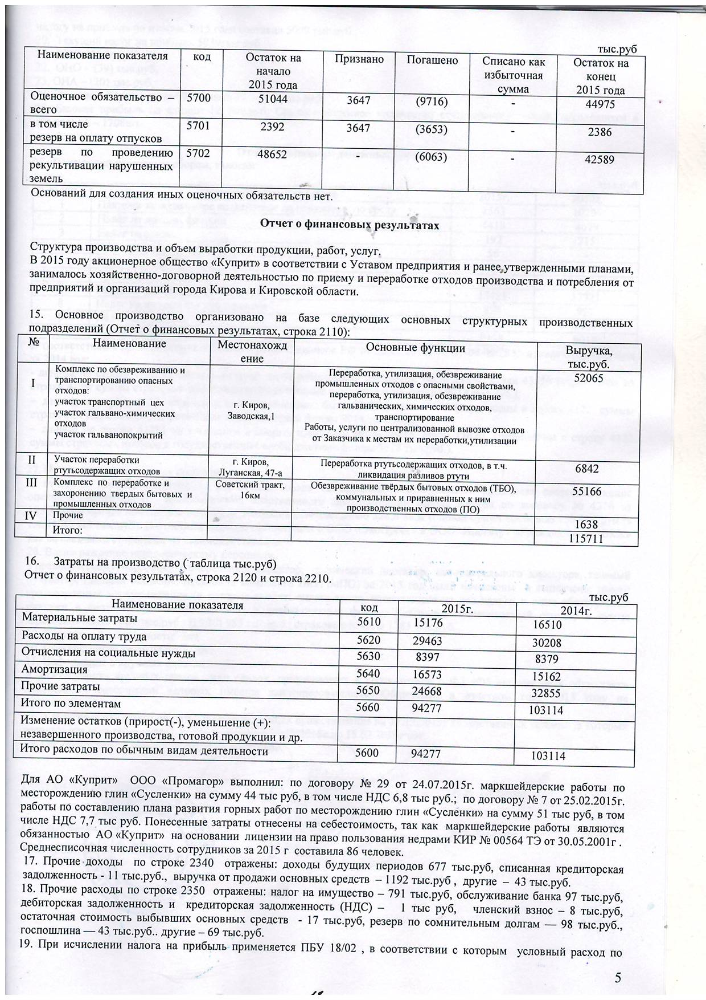 тыс.руб
Наименование показателя код Остаток на начало 2015 года Признано Погашено Списано как избыточная сумма Остаток на конец 2015 года
Оценочное обязательство – всего 5700 51044 3647 (9716) - 44975
в том числе резерв на оплату отпусков 5701 2392 3647 (3653) - 2386
резерв по проведению рекультивации нарушенных земель 5702 48652 - (6063) - 42589
Оснований для создания иных оценочных обязательств нет.
Отчет о финансовых результатах
Структура производства и объем выработки продукции, работ, услуг.
В 2015 году акционерное общество «Куприт» в соответствии с Уставом предприятия и ранее утвержденными планами,
занималось хозяйственно-договорной деятельностью по приему и переработке отходов производства и потребления от
предприятий и организаций города Кирова и Кировской области.
15. Основное производство организовано на базе следующих основных структурных производственных
подразделений (Отчет о финансовых результатах, строка 2110):
№ Наименование Местонахожд ение Основные функции Выручка, тыс.руб.
I
Комплекс по обезвреживанию и
транспортированию опасных
отходов:
участок транспортный цех
участок гальвано-химических
отходов
участок гальванопокрытий
г. Киров,
Заводская,1
Переработка, утилизация, обезвреживание
промышленных отходов с опасными свойствами,
переработка, утилизация, обезвреживание
гальванических, химических отходов,
транспортирование
Работы, услуги по централизованной вывозке отходов
от Заказчика к местам их переработки,утилизации
52065
II
Участок переработки
ртутьсодержащих отходов
г. Киров,
Луганская, 47-а
Переработка ртутьсодержащих отходов, в т.ч.
ликвидация разливов ртути
6842
III
Комплекс по переработке и
захоронению твердых бытовых и
промышленных отходов
Советский тракт,
16км
Обезвреживание твёрдых бытовых отходов (ТБО),
коммунальных и приравненных к ним
производственных отходов (ПО)
55166
IV Прочие 1638
Итого: 115711
16. Затраты на производство ( таблица тыс.руб)
Отчет о финансовых результатах, строка 2120 и строка 2210.
тыс.руб
Наименование показателя код 2015г. 2014г.
Материальные затраты 5610 15176 16510
Расходы на оплату труда 5620 29463 30208
Отчисления на социальные нужды 5630 8397 8379
Амортизация 5640 16573 15162
Прочие затраты 5650 24668 32855
Итого по элементам 5660 94277 103114
Изменение остатков (прирост(-), уменьшение (+):
незавершенного производства, готовой продукции и др.
Итого расходов по обычным видам деятельности 5600 94277 103114
Для АО «Куприт» ООО «Промагор» выполнил: по договору № 29 от 24.07.2015г. маркшейдерские работы по
месторождению глин «Сусленки» на сумму 44 тыс руб, в том числе НДС 6,8 тыс руб.; по договору № 7 от 25.02.2015г.
работы по составлению плана развития горных работ по месторождению глин «Сусленки» на сумму 51 тыс руб, в том
числе НДС 7,7 тыс руб. Понесенные затраты отнесены на себестоимость, так как маркшейдерские работы являются
обязанностью АО «Куприт» на основании лицензии на право пользования недрами КИР № 00564 ТЭ от 30.05.2001г .
Среднесписочная численность сотрудников за 2015 г составила 86 человек.
17. Прочие доходы по строке 2340 отражены: доходы будущих периодов 677 тыс.руб, списанная кредиторская
задолженность - 11 тыс.руб., выручка от продажи основных средств – 1192 тыс.руб , другие – 43 тыс.руб.
18. Прочие расходы по строке 2350 отражены: налог на имущество – 791 тыс.руб, обслуживание банка 97 тыс.руб,
дебиторская задолженность и кредиторская задолженность (НДС) – 1 тыс руб, членский взнос – 8 тыс.руб,
остаточная стоимость выбывших основных средств - 17 тыс.руб, резерв по сомнительным долгам — 98 тыс.руб.,
госпошлина — 43 тыс.руб.. другие – 69 тыс.руб.
19. При исчислении налога на прибыль применяется ПБУ 18/02 , в соответствии с которым условный расход по
5